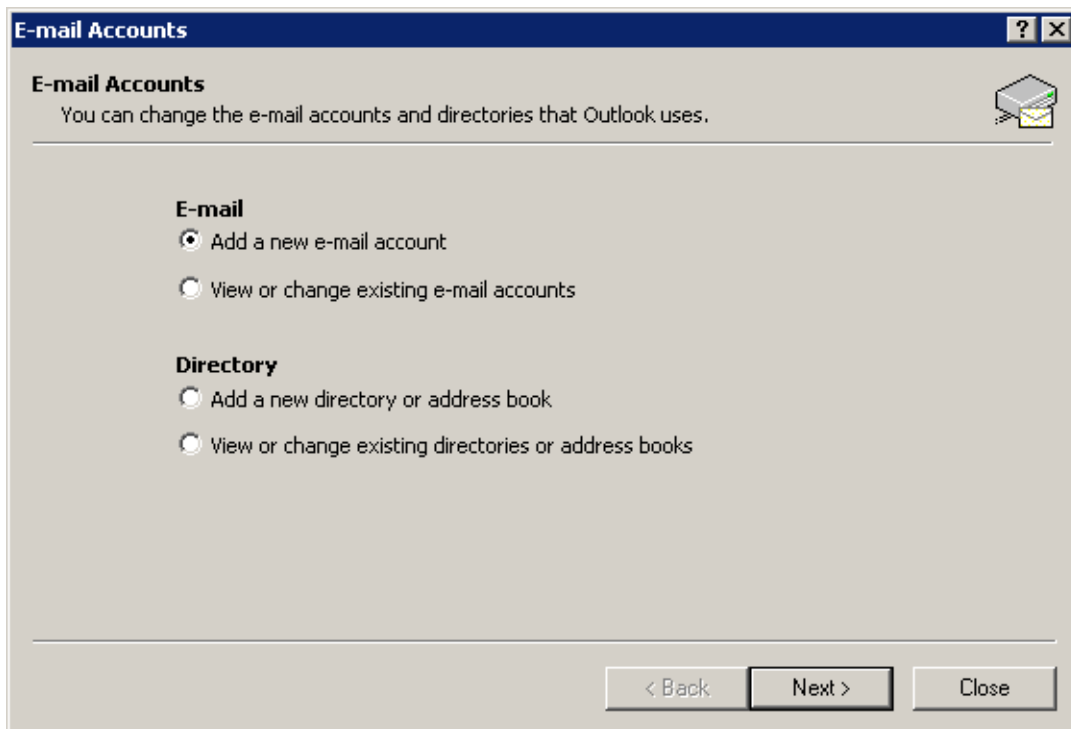 E-mail Accounts
E-mail Accounts
You can change the e-mail accounts and directories that Outlook uses.
E-mail
Add a new e-mail account
View or change existing e-mail accounts
Directory
Add a new directory or address book
View or change existing directories or address books
< Back Next > Close